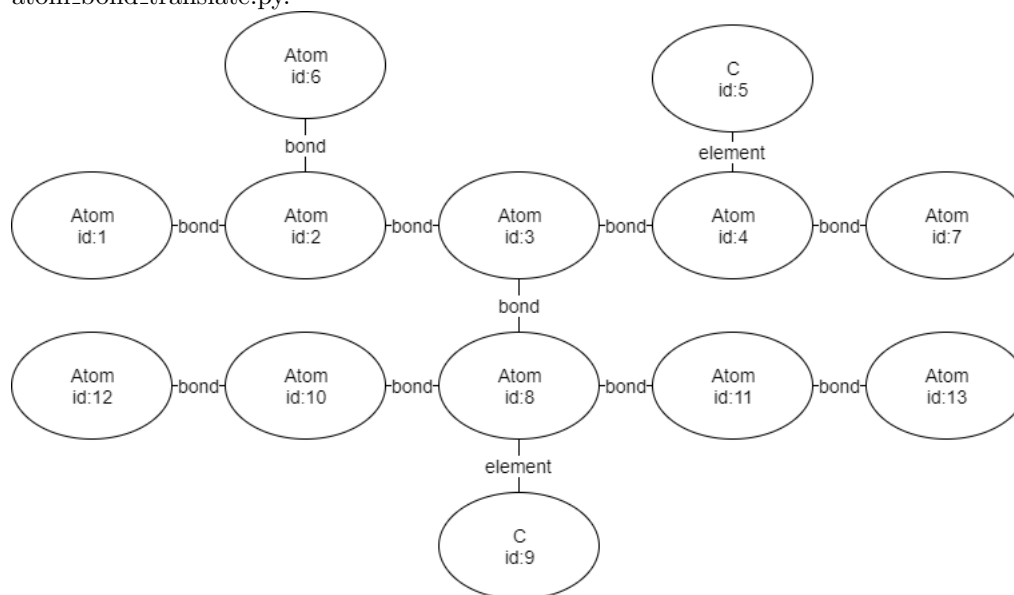 atom_bond_translate.py.
Atom
id:6
C
id:5
bond
element
Atom
id:1
bond
Atom
id:2
bond
Atom
id:3
bond
Atom
id:4
bond
Atom
id:7
bond
Atom
id:12
bond
Atom
id:10
bond
Atom
id:8
bond
Atom
id:11
bond
Atom
id:13
element
C
id:9